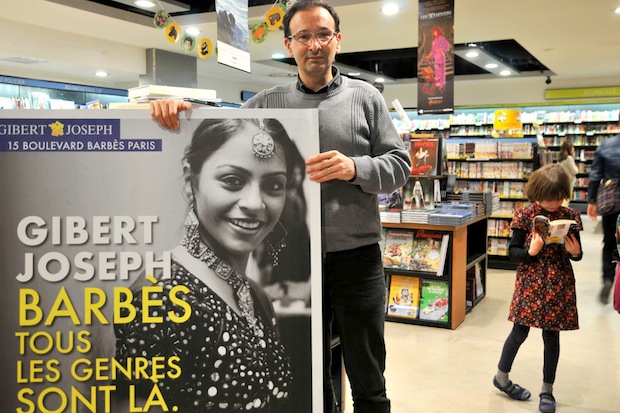 GIBERT JOSEPH
15 BOULEVARD BARBÈS PARIS
GIBERT
JOSEPH
BARBÈS
TOUS
LES GENRES
SONT LÀ.